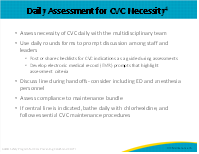 Daily Assessment for CVC Necessity
• Assess necessity of CVC daily with the multidisciplinary team
• Use daily rounds forms to prompt discussion among staff and leaders
• Post or share checklists for CVC indications as a guide during assessments
• Develop electronic medical record (EMR) prompts that highlight assessment criteria
• Discuss line during handoffs - consider including ED and anesthesia personnel
• Assess compliance to maintenance bundle
• If central line is indicated, bathe daily with chlorhexidine and follow essential CVC maintenance procedures